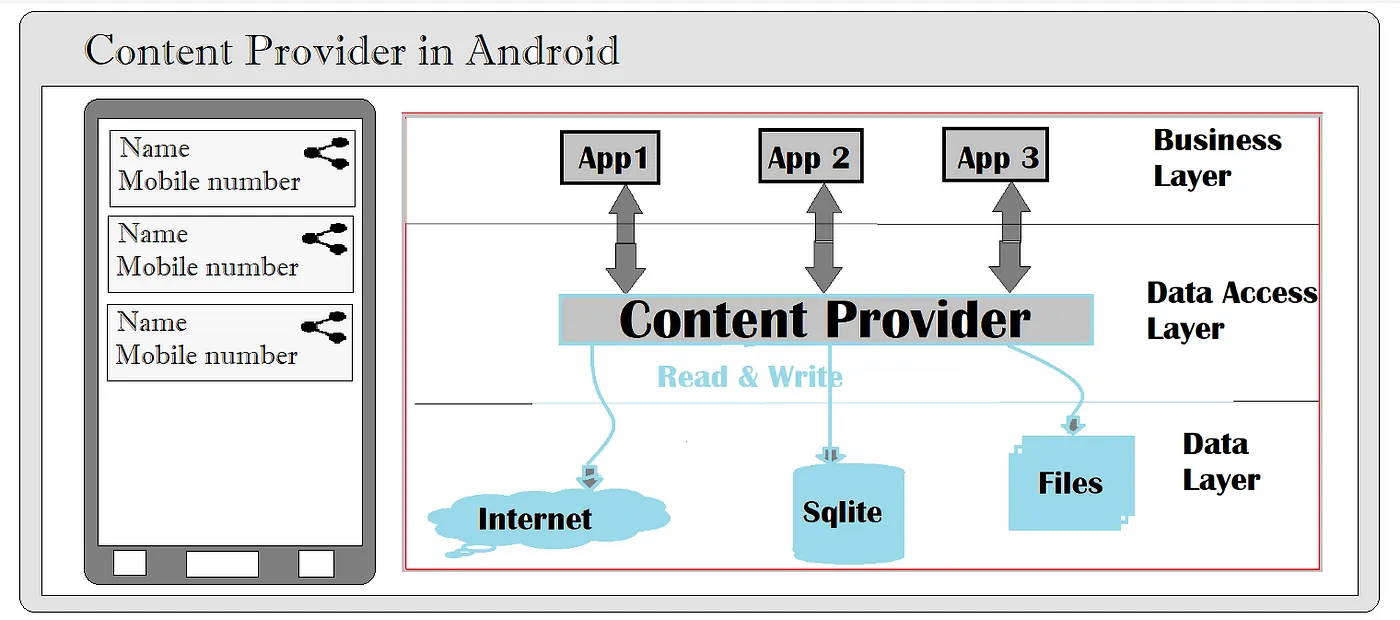 Content Provider in Android
Name
Mobile number
Name
Mobile number
Name
Mobile number
App1
App 2
App 3
Business
Layer
Content Provider
Data Access
Layer
Read & Write
Internet
Sqlite
Files
Data
Layer